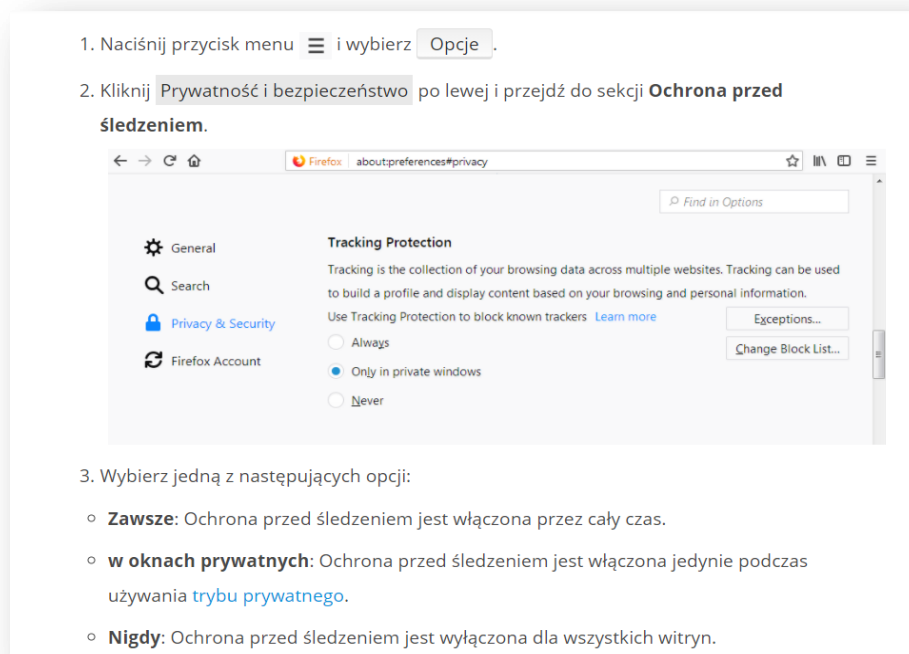 1. Naciśnij przycisk menu ☰ i wybierz Opcje.
2. Kliknij Prywatność i bezpieczeństwo po lewej i przejdź do sekcji Ochrona przed
śledzeniem.
Firefox about:preferences#privacy
Find in Options
General
Search
Privacy & Security
Firefox Account
Tracking Protection
Tracking is the collection of your browsing data across multiple websites. Tracking can be used
to build a profile and display content based on your browsing and personal information.
Use Tracking Protection to block known trackers Learn more
Exceptions...
Always
Change Block List...
Only in private windows
Never
3. Wybierz jedną z następujących opcji:
○ Zawsze: Ochrona przed śledzeniem jest włączona przez cały czas.
○ w oknach prywatnych: Ochrona przed śledzeniem jest włączona jedynie podczas
używania trybu prywatnego.
○ Nigdy: Ochrona przed śledzeniem jest wyłączona dla wszystkich witryn.